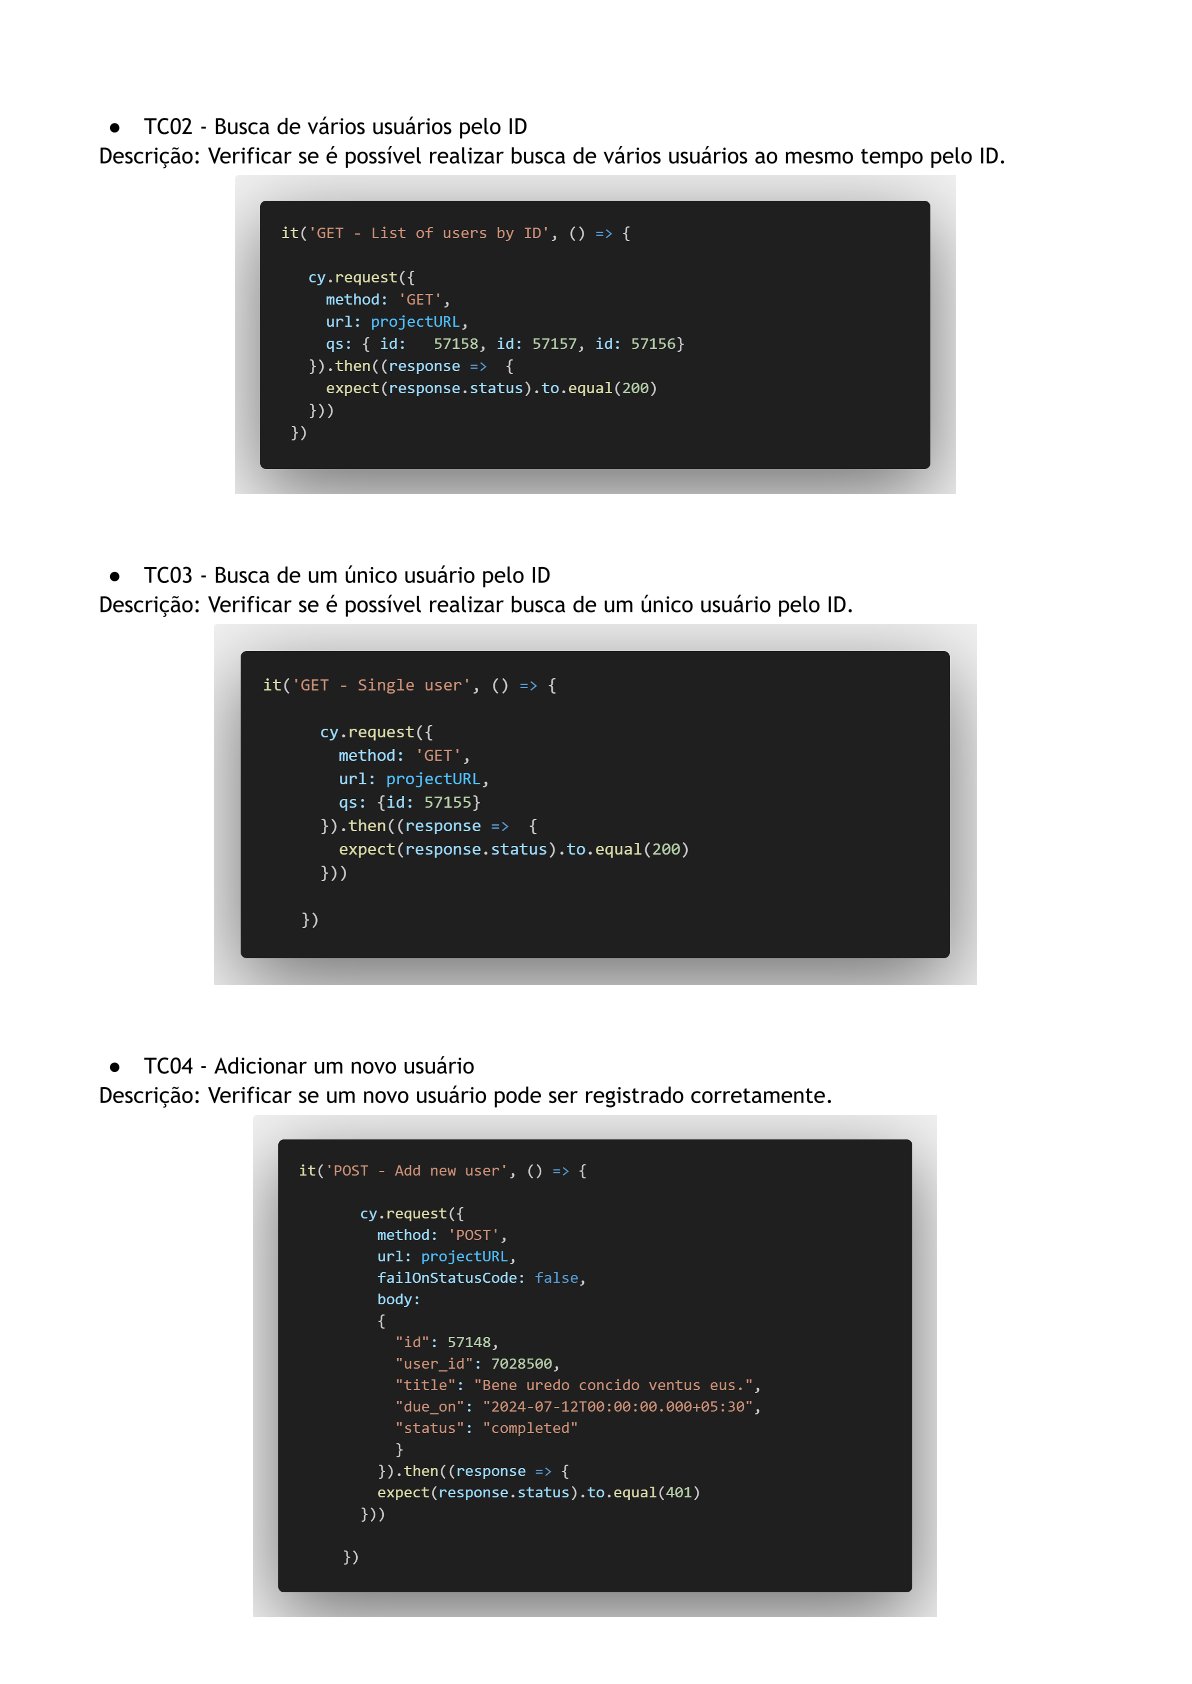 ● TC02 - Busca de vários usuários pelo ID
Descrição: Verificar se é possível realizar busca de vários usuários ao mesmo tempo pelo ID.
it('GET - List of users by ID', () => {
cy.request({
method: 'GET',
url: projectURL,
qs: { id:   57158, id: 57157, id: 57156}
}).then((response =>  {
expect(response.status).to.equal(200)
}))
})
● TC03 - Busca de um único usuário pelo ID
Descrição: Verificar se é possível realizar busca de um único usuário pelo ID.
it('GET - Single user', () => {
cy.request({
method: 'GET',
url: projectURL,
qs: {id: 57155}
}).then((response =>  {
expect(response.status).to.equal(200)
}))
})
● TC04 - Adicionar um novo usuário
Descrição: Verificar se um novo usuário pode ser registrado corretamente.
it('POST - Add new user', () => {
cy.request({
method: 'POST',
url: projectURL,
failOnStatusCode: false,
body:
{
"id": 57148,
"user_id": 7028500,
"title": "Bene uredo concido ventus eus.",
"due_on": "2024-07-12T00:00:00.000+05:30",
"status": "completed"
}
}).then((response => {
expect(response.status).to.equal(401)
}))
})